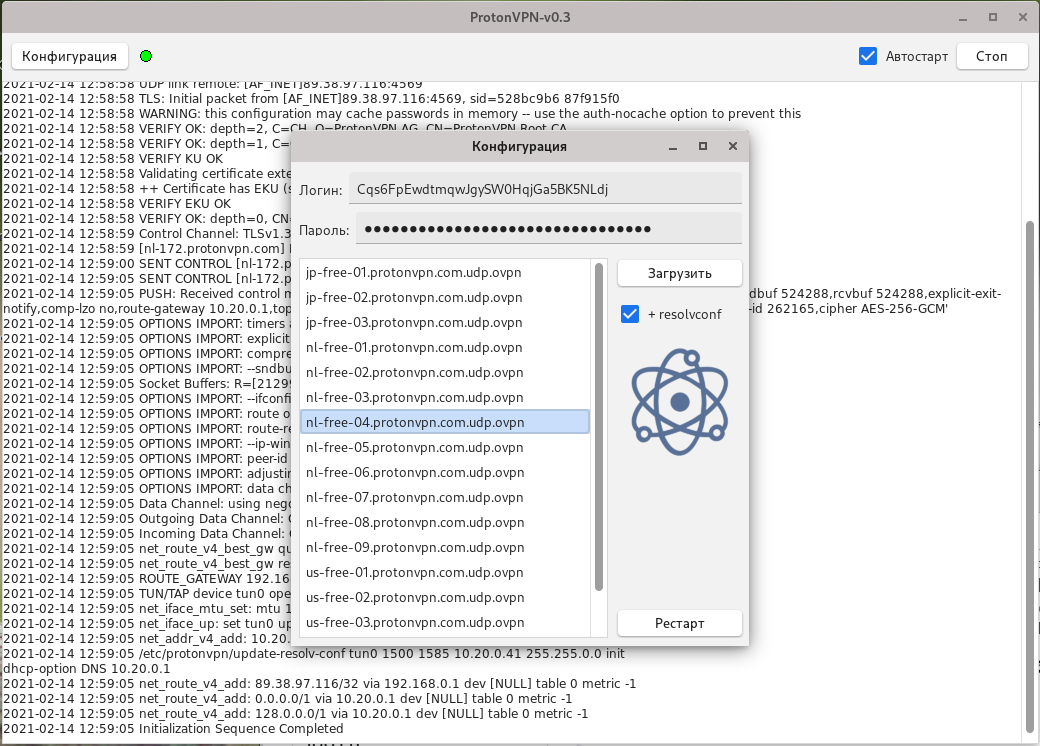 ProtonVPN-v0.3
Конфигурация
Автостарт
Стоп
2021-02-14 12:58:58 UDP link remote: [AF_INET]89.38.97.116:4569
2021-02-14 12:58:58 TLS: Initial packet from [AF_INET]89.38.97.116:4569, sid=528bc9b6 87f915f0
2021-02-14 12:58:58 WARNING: this configuration may cache passwords in memory -- use the auth-nocache option to prevent this
2021-02-14 12:58:58 VERIFY OK: depth=2, C=CH, O=ProtonVPN AG, CN=ProtonVPN Root CA
2021-02-14 12:58:58 VERIFY OK: depth=1, C=
2021-02-14 12:58:58 VERIFY KU OK
2021-02-14 12:58:58 Validating certificate exte
2021-02-14 12:58:58 ++ Certificate has EKU (s
2021-02-14 12:58:58 VERIFY EKU OK
2021-02-14 12:58:58 VERIFY OK: depth=0, CN=
2021-02-14 12:58:59 Control Channel: TLSv1.3
2021-02-14 12:58:59 [nl-172.protonvpn.com]
2021-02-14 12:59:00 SENT CONTROL [nl-172.p
2021-02-14 12:59:05 SENT CONTROL [nl-172.p
2021-02-14 12:59:05 PUSH: Received control m
dbuf 524288,rcvbuf 524288,explicit-exit-
notify,comp-lzo no,route-gateway 10.20.0.1,top
-id 262165,cipher AES-256-GCM'
2021-02-14 12:59:05 OPTIONS IMPORT: timers a
2021-02-14 12:59:05 OPTIONS IMPORT: explicit
2021-02-14 12:59:05 OPTIONS IMPORT: compre
2021-02-14 12:59:05 OPTIONS IMPORT: --sndbu
2021-02-14 12:59:05 Socket Buffers: R=[21299
2021-02-14 12:59:05 OPTIONS IMPORT: --ifconfi
2021-02-14 12:59:05 OPTIONS IMPORT: route o
2021-02-14 12:59:05 OPTIONS IMPORT: route-re
2021-02-14 12:59:05 OPTIONS IMPORT: --ip-win
2021-02-14 12:59:05 OPTIONS IMPORT: peer-id
2021-02-14 12:59:05 OPTIONS IMPORT: adjustin
2021-02-14 12:59:05 OPTIONS IMPORT: data ch
2021-02-14 12:59:05 Data Channel: using nego
2021-02-14 12:59:05 Outgoing Data Channel: C
2021-02-14 12:59:05 Incoming Data Channel: C
2021-02-14 12:59:05 net_route_v4_best_gw qu
2021-02-14 12:59:05 net_route_v4_best_gw re
2021-02-14 12:59:05 ROUTE_GATEWAY 192.16
2021-02-14 12:59:05 TUN/TAP device tun0 ope
2021-02-14 12:59:05 net_iface_mtu_set: mtu 1
2021-02-14 12:59:05 net_iface_up: set tun0 up
2021-02-14 12:59:05 net_addr_v4_add: 10.20.
2021-02-14 12:59:05 /etc/protonvpn/update-resolv-conf tun0 1500 1585 10.20.0.41 255.255.0.0 init
dhcp-option DNS 10.20.0.1
2021-02-14 12:59:05 net_route_v4_add: 89.38.97.116/32 via 192.168.0.1 dev [NULL] table 0 metric -1
2021-02-14 12:59:05 net_route_v4_add: 0.0.0.0/1 via 10.20.0.1 dev [NULL] table 0 metric -1
2021-02-14 12:59:05 net_route_v4_add: 128.0.0.0/1 via 10.20.0.1 dev [NULL] table 0 metric -1
2021-02-14 12:59:05 Initialization Sequence Completed
Конфигурация
Логин: Cqs6FpEwdtmqwJgySW0HqjGa5BK5NLdj
Пароль: ●●●●●●●●●●●●●●●●●●●●●●●●●●●●●●●●
jp-free-01.protonvpn.com.udp.ovpn
jp-free-02.protonvpn.com.udp.ovpn
jp-free-03.protonvpn.com.udp.ovpn
nl-free-01.protonvpn.com.udp.ovpn
nl-free-02.protonvpn.com.udp.ovpn
nl-free-03.protonvpn.com.udp.ovpn
nl-free-04.protonvpn.com.udp.ovpn
nl-free-05.protonvpn.com.udp.ovpn
nl-free-06.protonvpn.com.udp.ovpn
nl-free-07.protonvpn.com.udp.ovpn
nl-free-08.protonvpn.com.udp.ovpn
nl-free-09.protonvpn.com.udp.ovpn
us-free-01.protonvpn.com.udp.ovpn
us-free-02.protonvpn.com.udp.ovpn
us-free-03.protonvpn.com.udp.ovpn
Загрузить
+ resolvconf
Рестарт